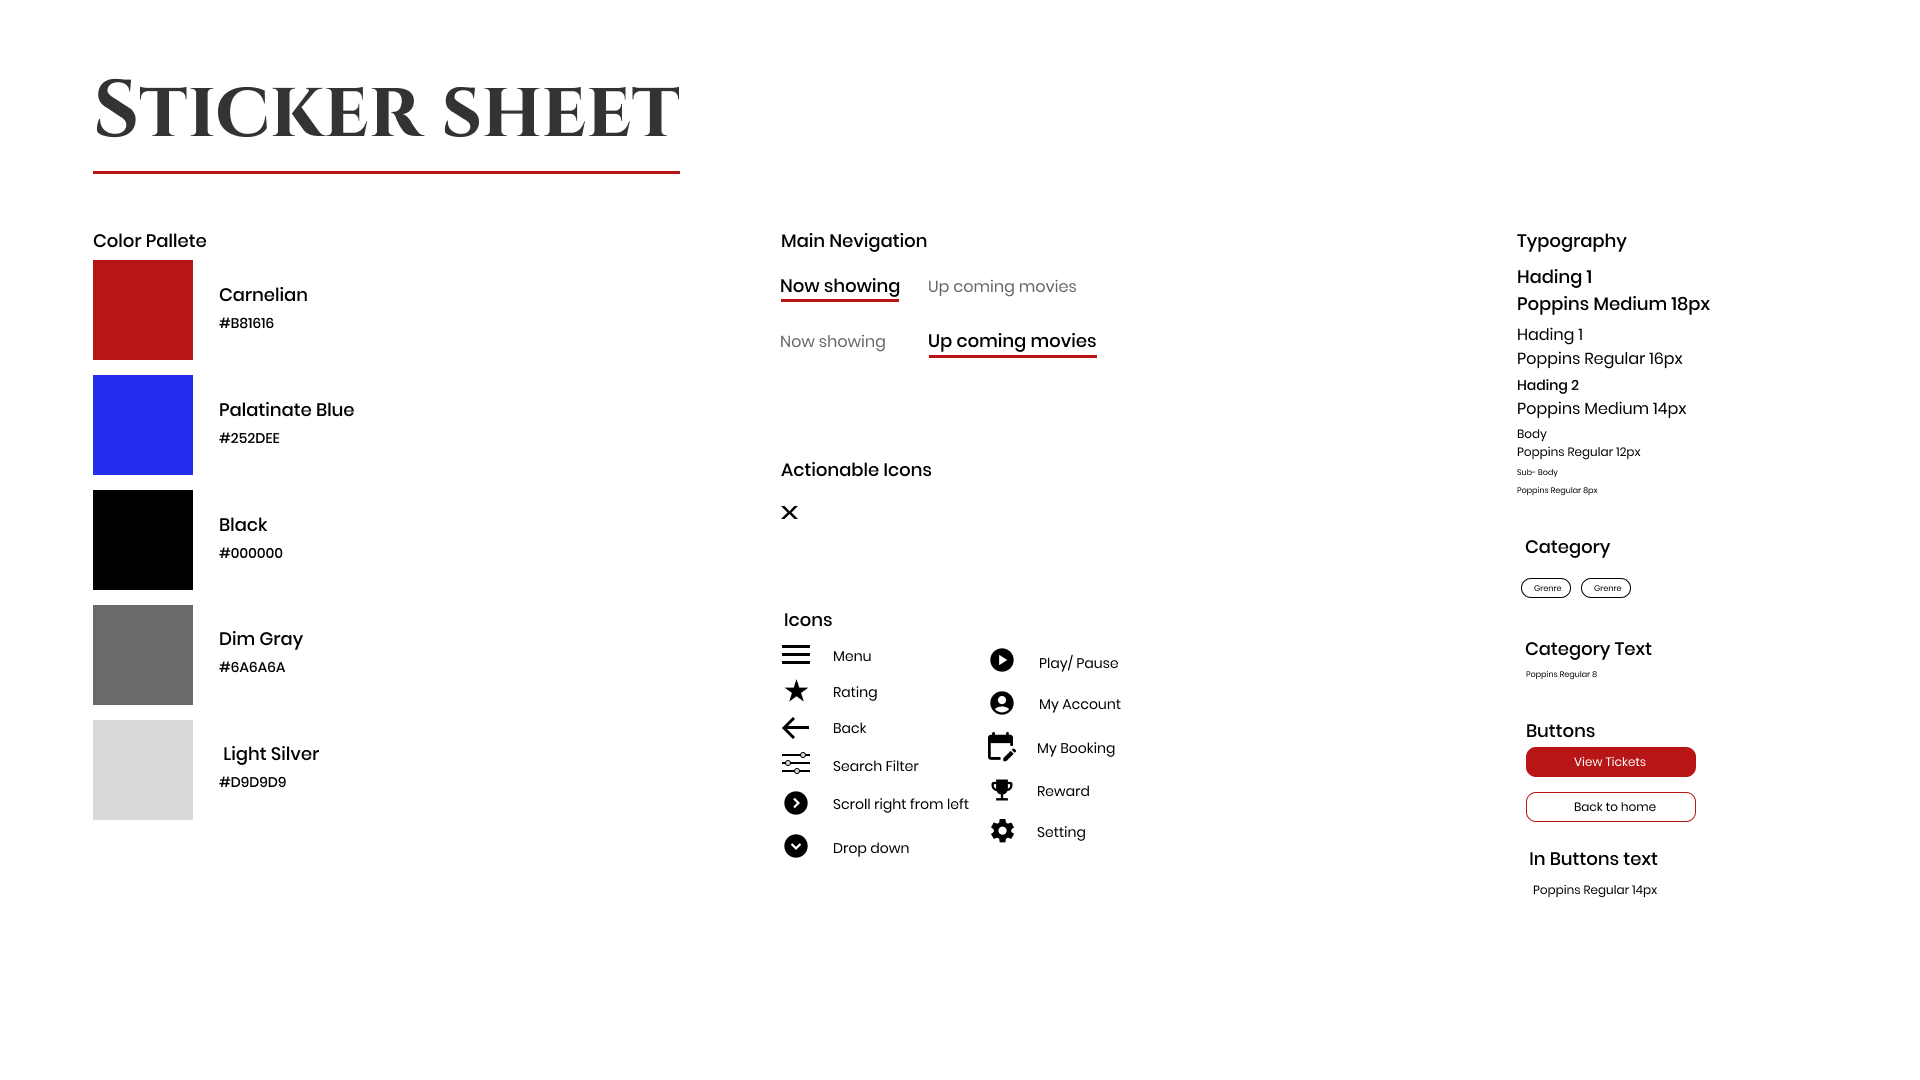 Sticker sheet
Color Pallete
Carnelian
#B81616
Palatinate Blue
#252DEE
Black
#000000
Dim Gray
#6A6A6A
Light Silver
#D9D9D9
Main Nevigation
Now showing Up coming movies
Now showing Up coming movies
Actionable Icons
Icons
Menu
Rating
Back
Search Filter
Scroll right from left
Drop down
Play/ Pause
My Account
My Booking
Reward
Setting
Typography
Hading 1
Poppins Medium 18px
Hading 1
Poppins Regular 16px
Hading 2
Poppins Medium 14px
Body
Poppins Regular 12px
Sub- Body
Poppins Regular 8px
Category
Grenre Grenre
Category Text
Poppins Regular 8
Buttons
View Tickets
Back to home
In Buttons text
Poppins Regular 14px